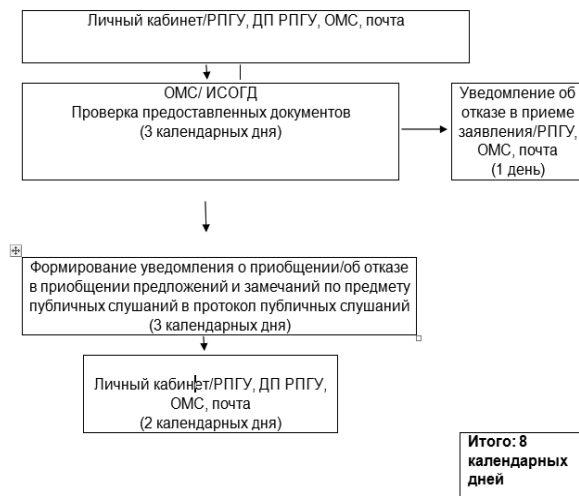 Личный кабинет/РПГУ, ДП РПГУ, ОМС, почта
ОМС/ ИСОГД
Проверка предоставленных документов
(3 календарных дня)
Уведомление об
отказе в приеме
заявления/РПГУ,
ОМС, почта
(1 день)
Формирование уведомления о приобщении/об отказе
в приобщении предложений и замечаний по предмету
публичных слушаний в протокол публичных слушаний
(3 календарных дня)
Личный кабинет/РПГУ, ДП РПГУ,
ОМС, почта
(2 календарных дня)
Итого: 8
календарных
дней